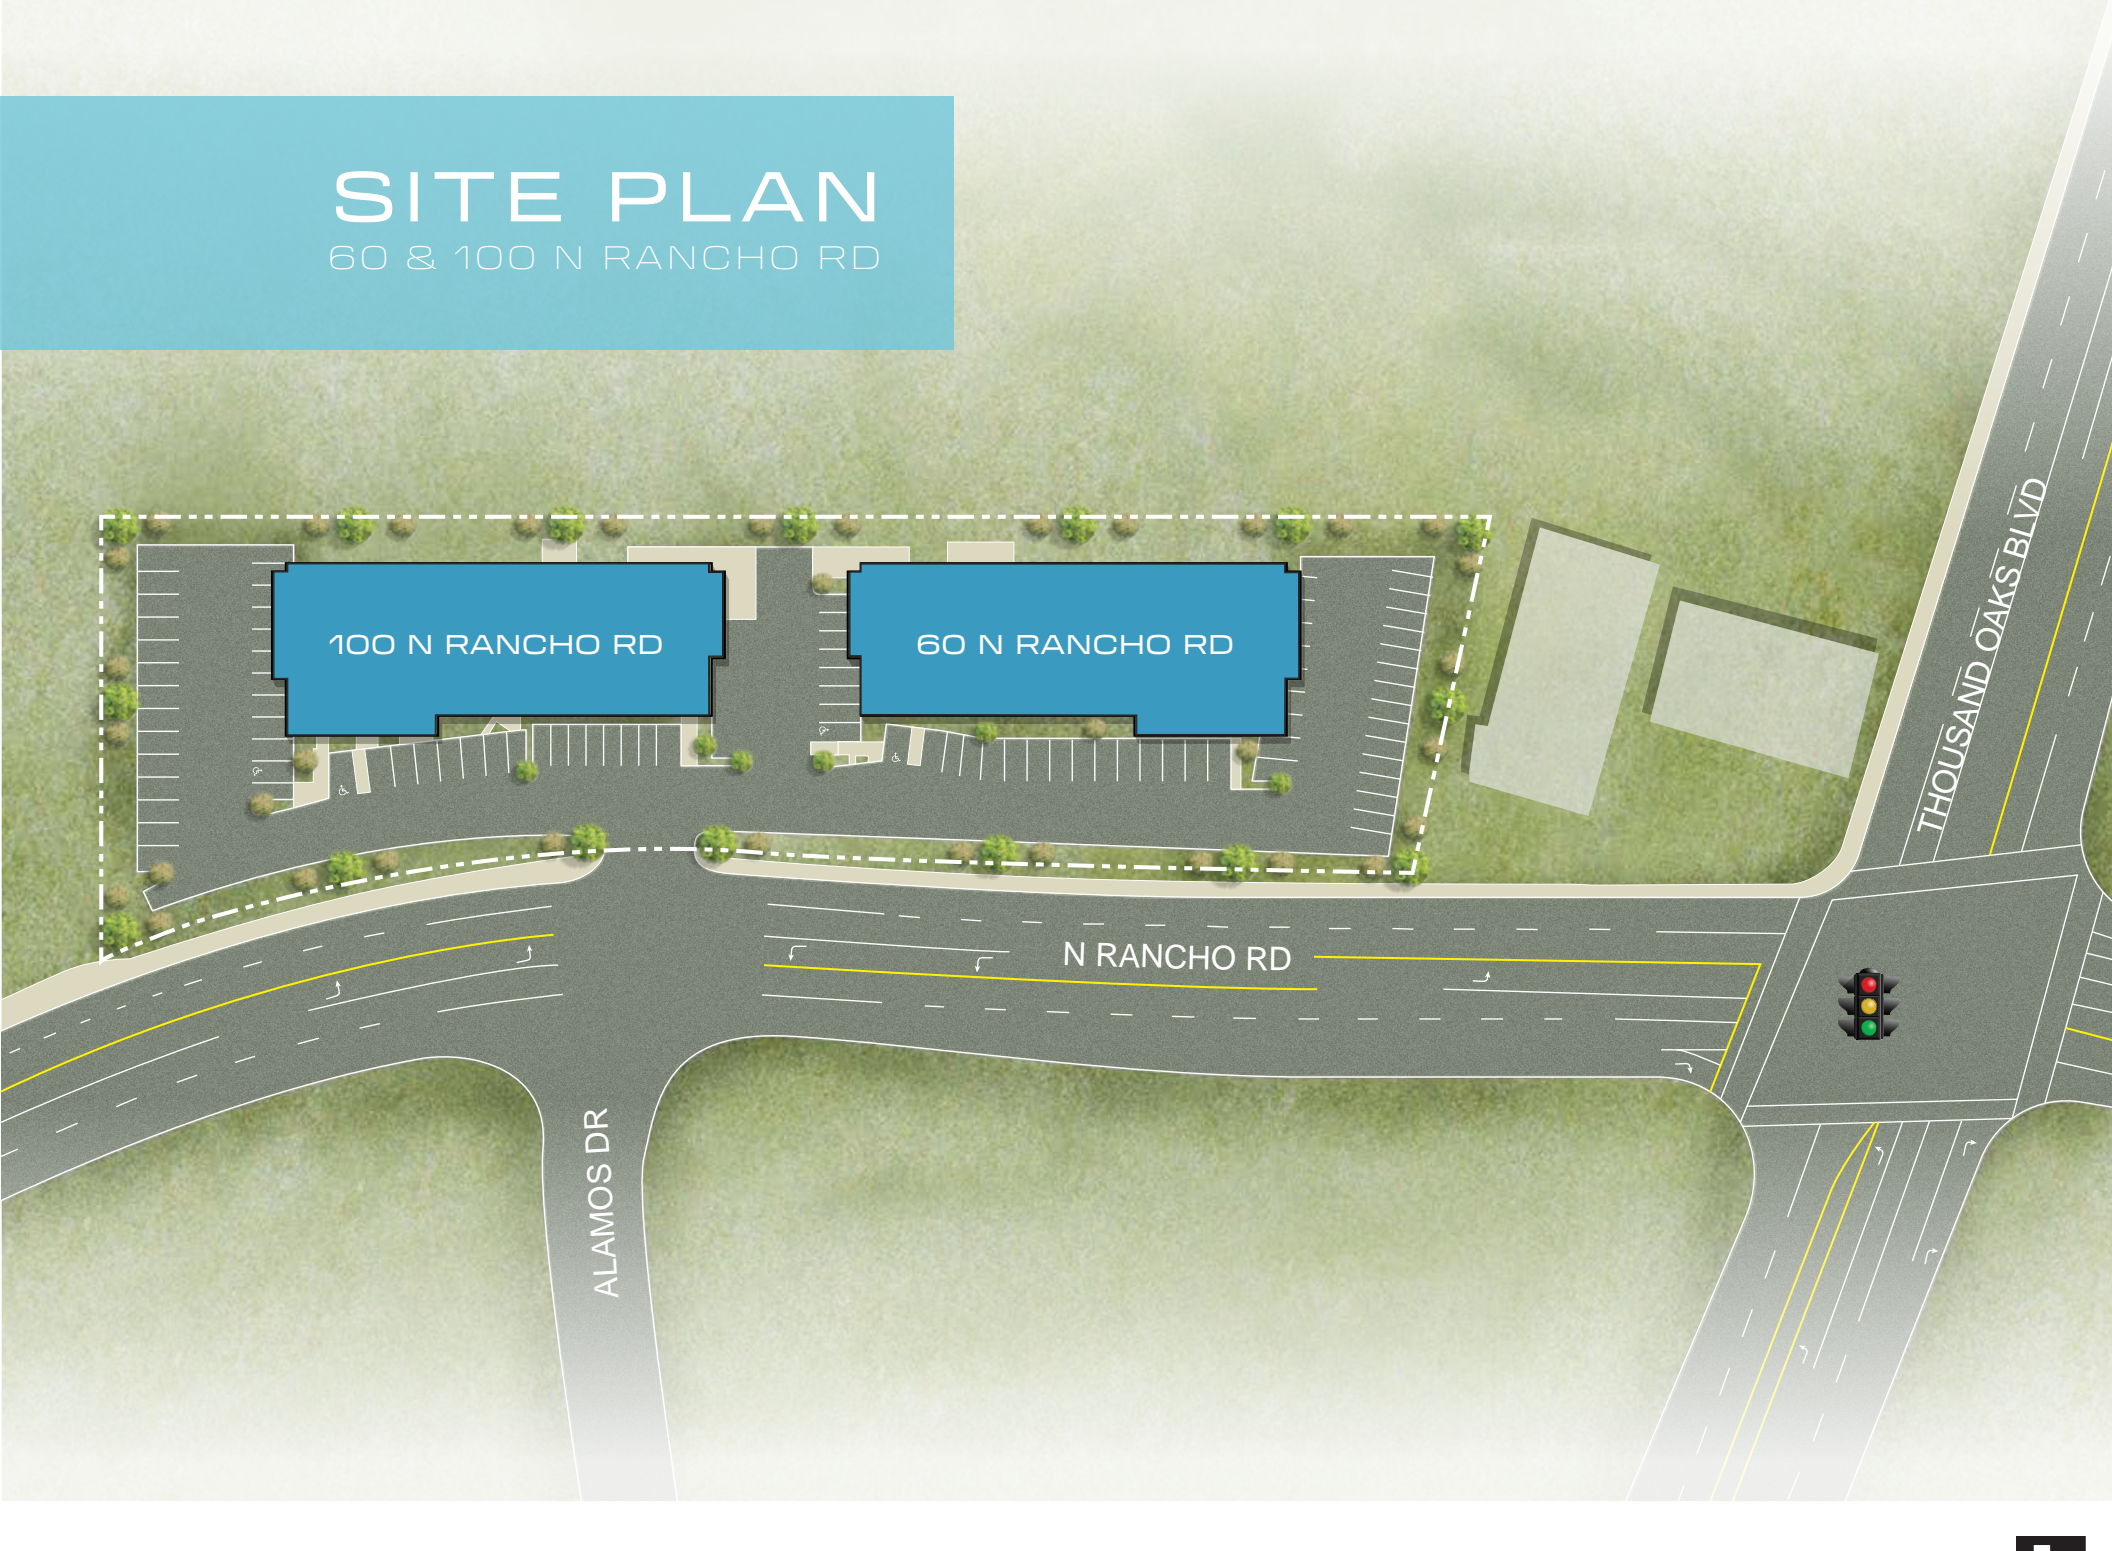 SITE PLAN
60 & 100 N RANCHO RD
100 N RANCHO RD
60 N RANCHO RD
THOUSAND OAKS BLVD
N RANCHO RD
ALAMOS DR